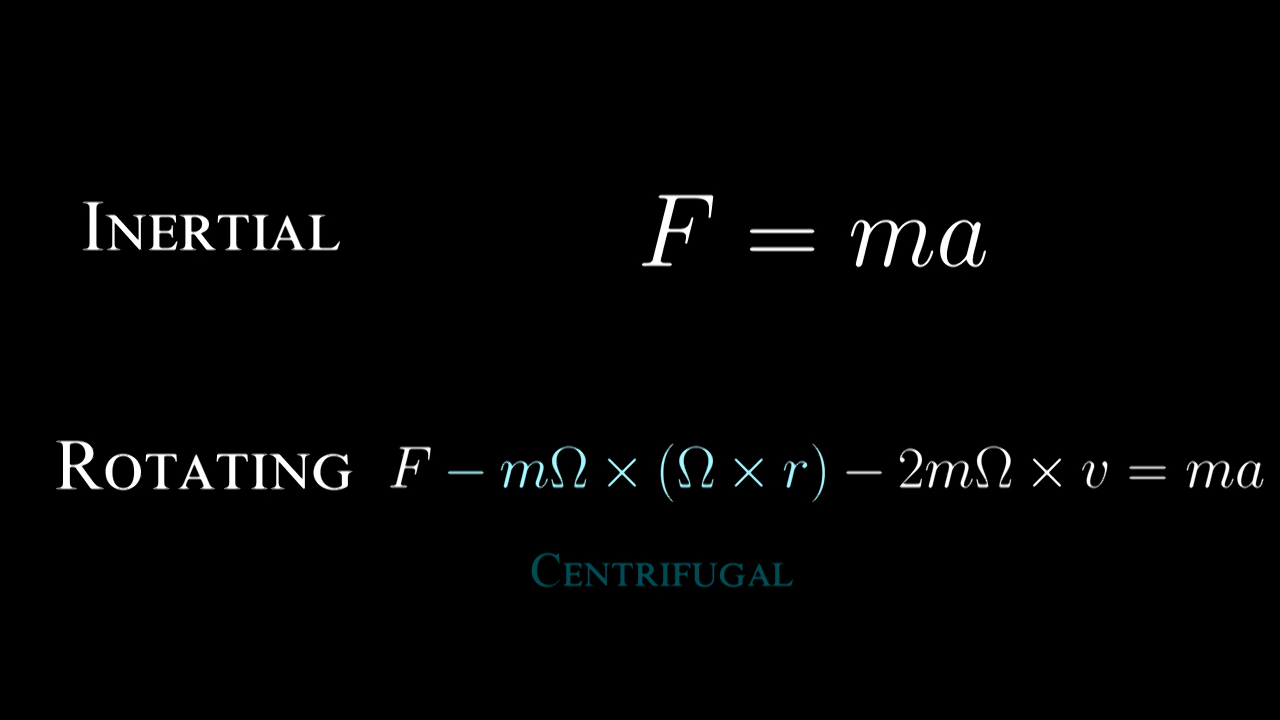 INERTIAL F = ma
ROTATING F − mΩ × (Ω × r) − 2mΩ × v = ma
CENTRIFUGAL